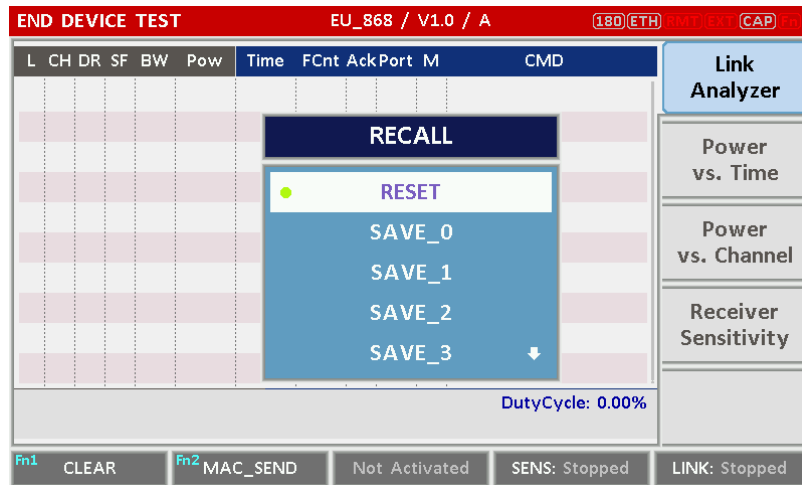 END DEVICE TEST EU_868 / V1.0 / A 180 ETH RMT EXT CAP Fn
L CH DR SF BW Pow Time FCnt Ack Port M CMD
Link
Analyzer
RECALL
Power
vs. Time
RESET
SAVE_0
Power
vs. Channel
SAVE_1
SAVE_2
Receiver
Sensitivity
SAVE_3
DutyCycle: 0.00%
Fn1 CLEAR Fn2 MAC_SEND Not Activated SENS: Stopped LINK: Stopped